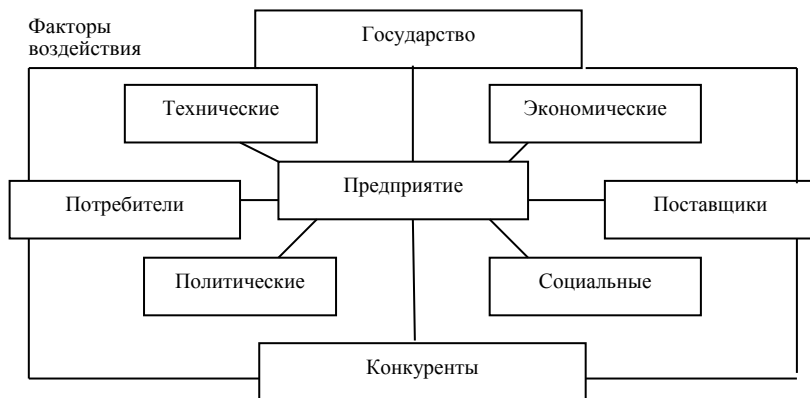 Факторы
воздействия
Государство
Технические
Экономические
Предприятие
Потребители
Поставщики
Политические
Социальные
Конкуренты